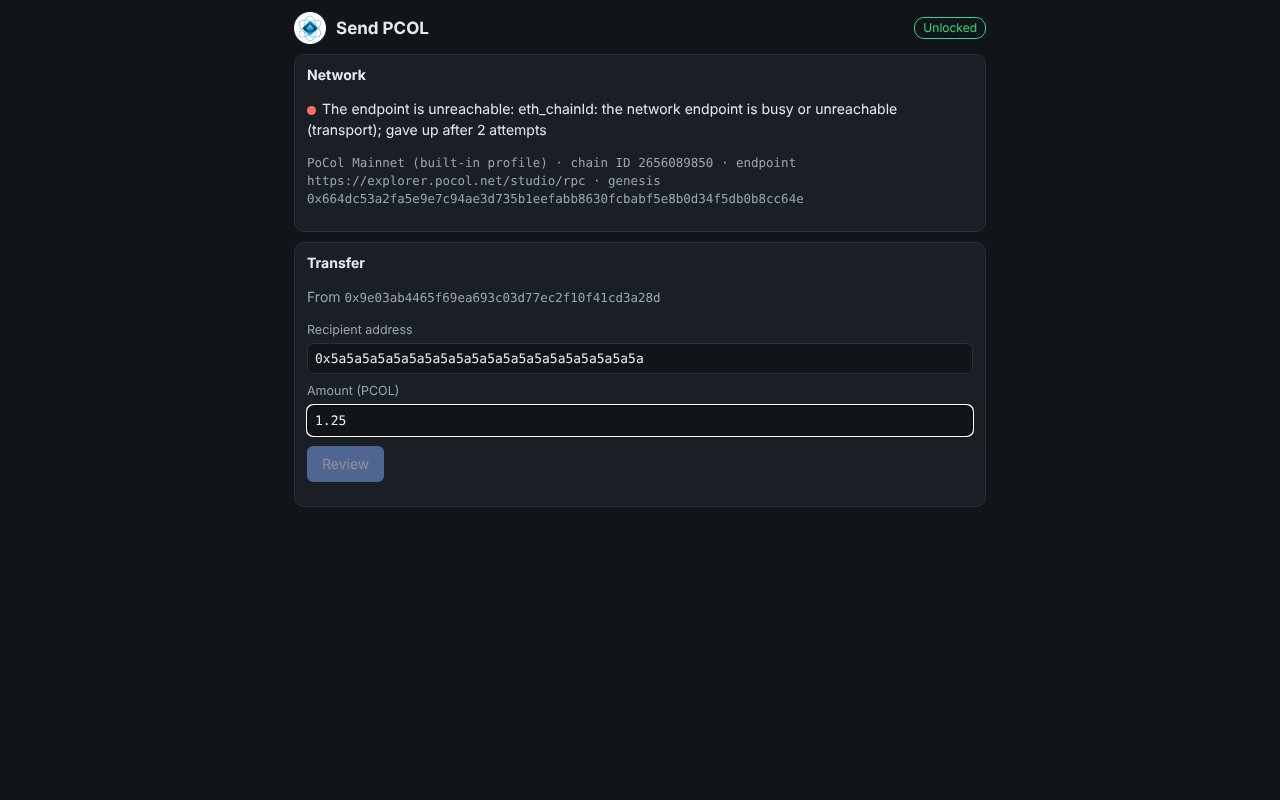 Send PCOL
Unlocked
Network
The endpoint is unreachable: eth_chainId: the network endpoint is busy or unreachable
(transport); gave up after 2 attempts
PoCol Mainnet (built-in profile) · chain ID 2656089850 · endpoint
https://explorer.pocol.net/studio/rpc · genesis
0x664dc53a2fa5e9e7c94ae3d735b1eefabb8630fcbabf5e8b0d34f5db0b8cc64e
Transfer
From 0x9e03ab4465f69ea693c03d77ec2f10f41cd3a28d
Recipient address
0x5a5a5a5a5a5a5a5a5a5a5a5a5a5a5a5a5a5a5a5a
Amount (PCOL)
1.25
Review